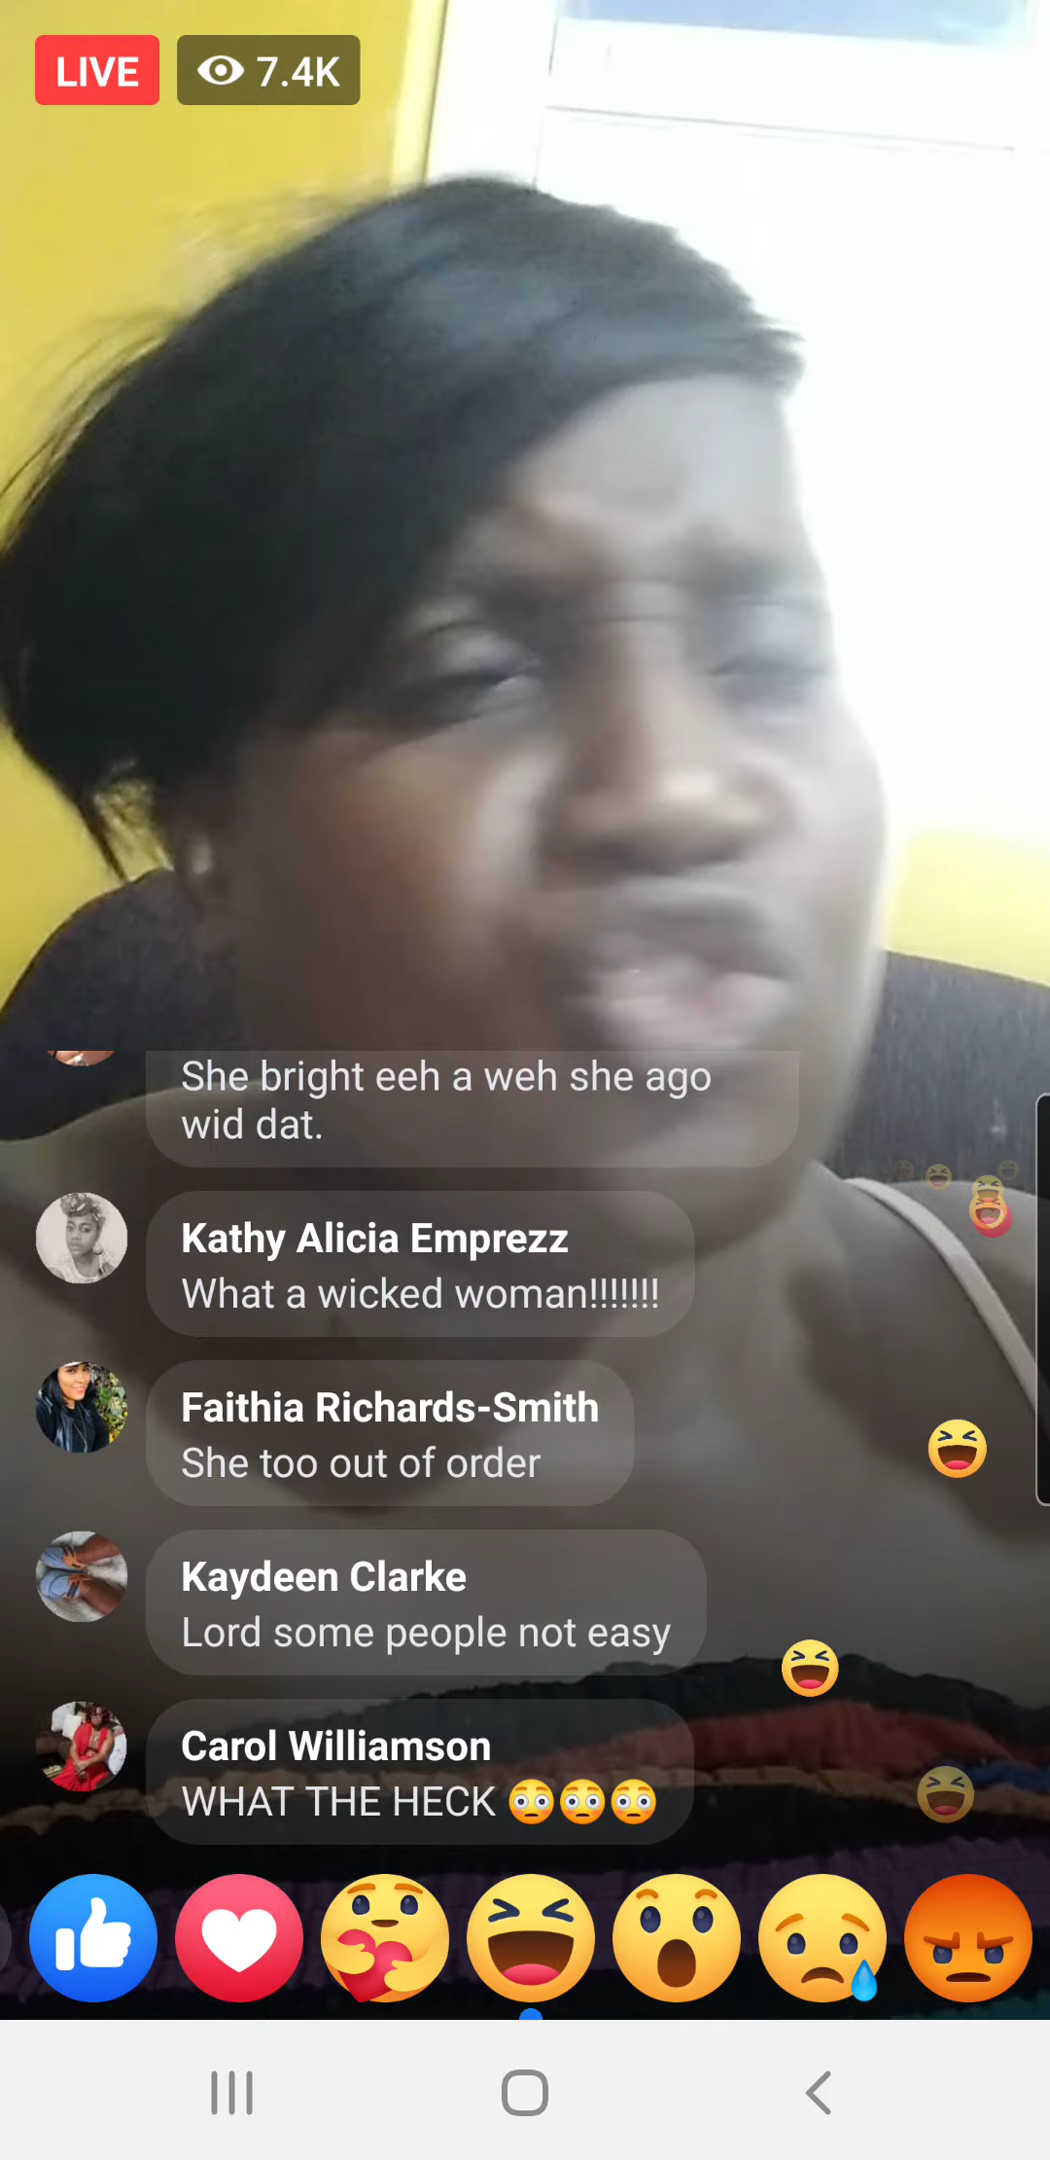 LIVE 7.4K
She bright eeh a weh she ago
wid dat.
Kathy Alicia Emprezz
What a wicked woman!!!!!!!
Faithia Richards-Smith
She too out of order
Kaydeen Clarke
Lord some people not easy
Carol Williamson
WHAT THE HECK 😳😳😳